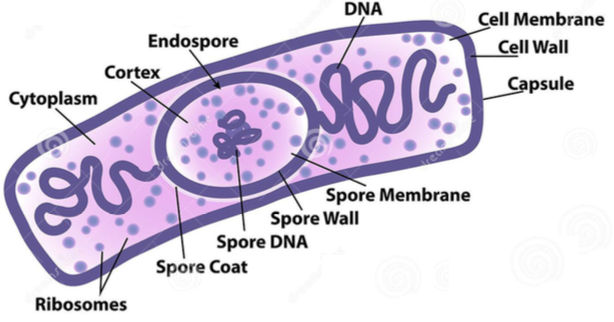 DNA
Cell Membrane
Endospore
Cell Wall
Cortex
Capsule
Cytoplasm
Spore Membrane
Spore Wall
Spore DNA
Spore Coat
Ribosomes